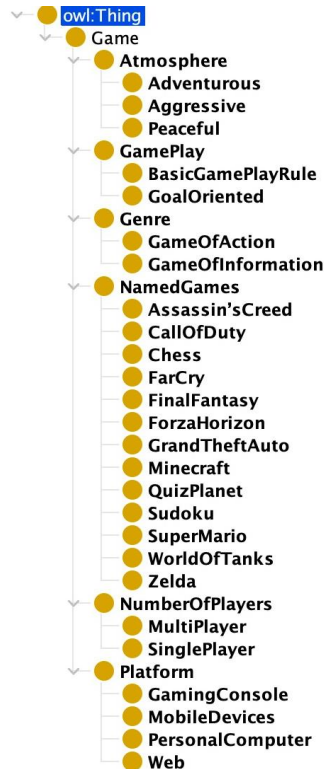 owl:Thing
Game
Atmosphere
Adventurous
Aggressive
Peaceful
GamePlay
BasicGamePlayRule
GoalOriented
Genre
GameOfAction
GameOfInformation
NamedGames
Assassin'sCreed
CallOfDuty
Chess
FarCry
FinalFantasy
ForzaHorizon
GrandTheftAuto
Minecraft
QuizPlanet
Sudoku
SuperMario
WorldOfTanks
Zelda
NumberOfPlayers
MultiPlayer
SinglePlayer
Platform
GamingConsole
MobileDevices
PersonalComputer
Web